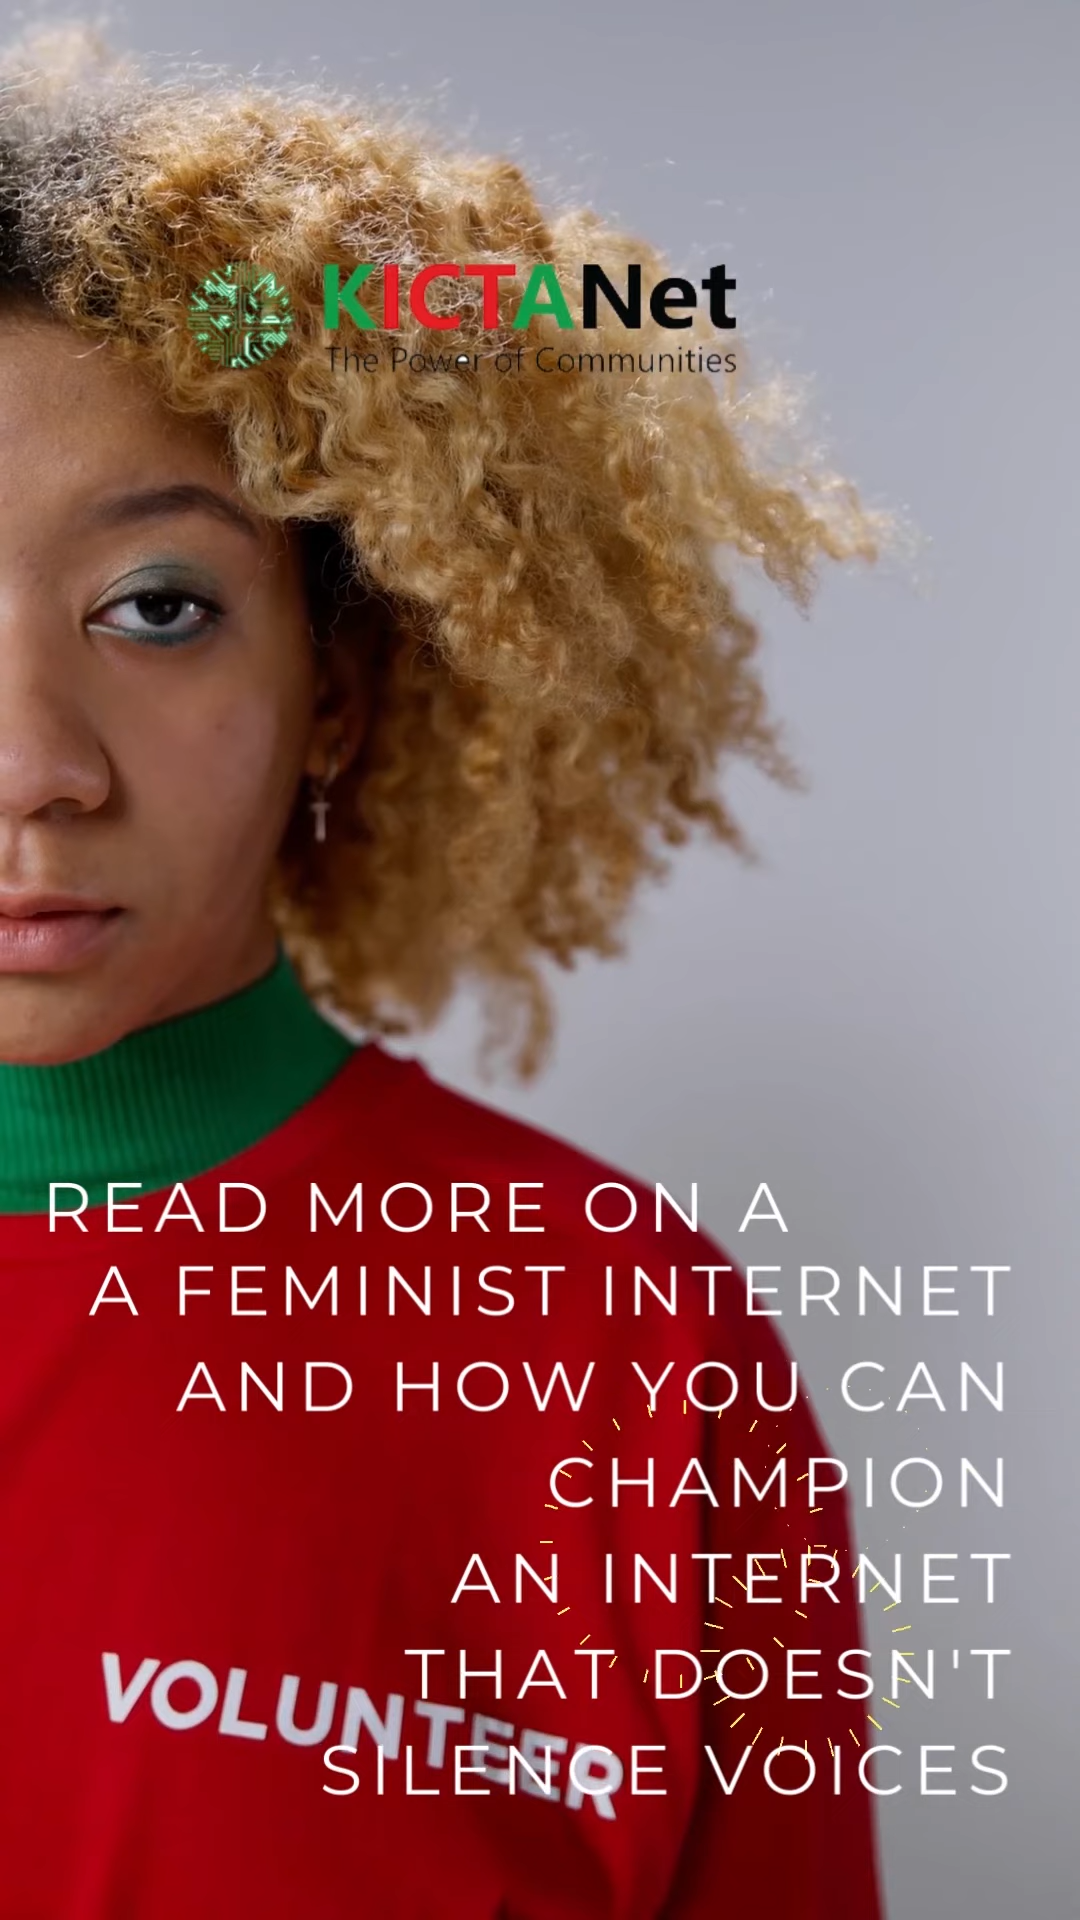 KICTANet
The Power of Communities
READ MORE ON A
A FEMINIST INTERNET
AND HOW YOU CAN
CHAMPION
AN INTERNET
THAT DOESN'T
SILENCE VOICES
VOLUNTEER